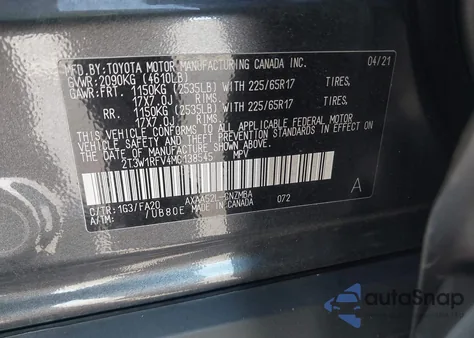 MFD.BY: TOYOTA MOTOR MANUFACTURING CANADA INC. 04/21
GVWR: 2090KG (4610LB)
GAWR:FRT. 1150KG (2535LB) WITH 225/65R17 TIRES,
17X7.0J RIMS,
RR. 1150KG (2535LB) WITH 225/65R17 TIRES,
17X7.0J RIMS,
THIS VEHICLE CONFORMS TO ALL APPLICABLE FEDERAL MOTOR
VEHICLE SAFETY STANDARDS IN EFFECT ON THE DATE OF
MANUFACTURE SHOWN ABOVE.
2T3W1RFV4MC138545 MPV
A
C/TR:1G3/FA20 AXAA52L-ANZMBA 072
A/TM: /UB80E MADE IN CANADA
autoSnap